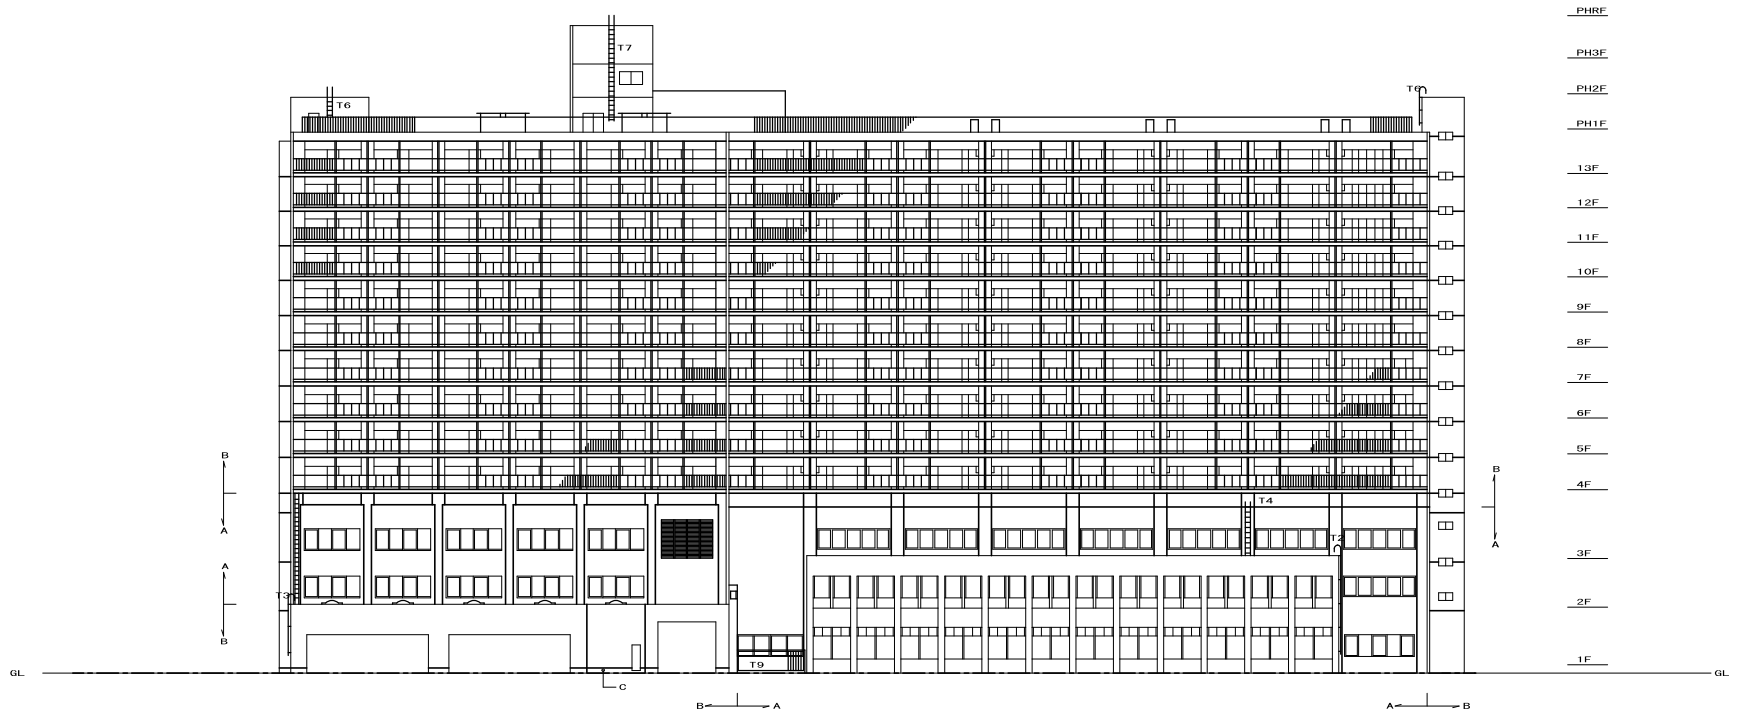 PHRF
T7
PH3F
T6
T6
PH2F
PH1F
13F
12F
11F
10F
9F
8F
7F
6F
5F
4F
B
B
A
T4
T2
A
A
3F
T3
2F
B
T9
1F
GL
GL
C
B
A
A
B